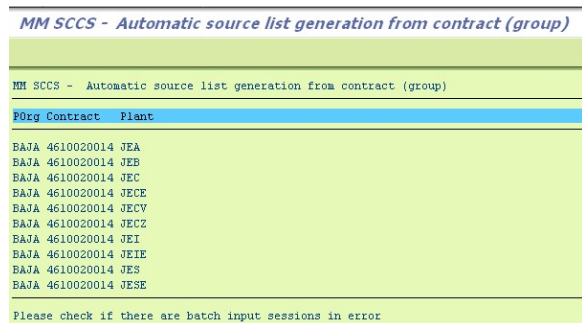 MM SCCS - Automatic source list generation from contract (group)
MM SCCS - Automatic source list generation from contract (group)
POrg Contract Plant
BAJA 4610020014 JEA
BAJA 4610020014 JEB
BAJA 4610020014 JEC
BAJA 4610020014 JECE
BAJA 4610020014 JECV
BAJA 4610020014 JECZ
BAJA 4610020014 JEI
BAJA 4610020014 JEIE
BAJA 4610020014 JES
BAJA 4610020014 JESE
Please check if there are batch input sessions in error